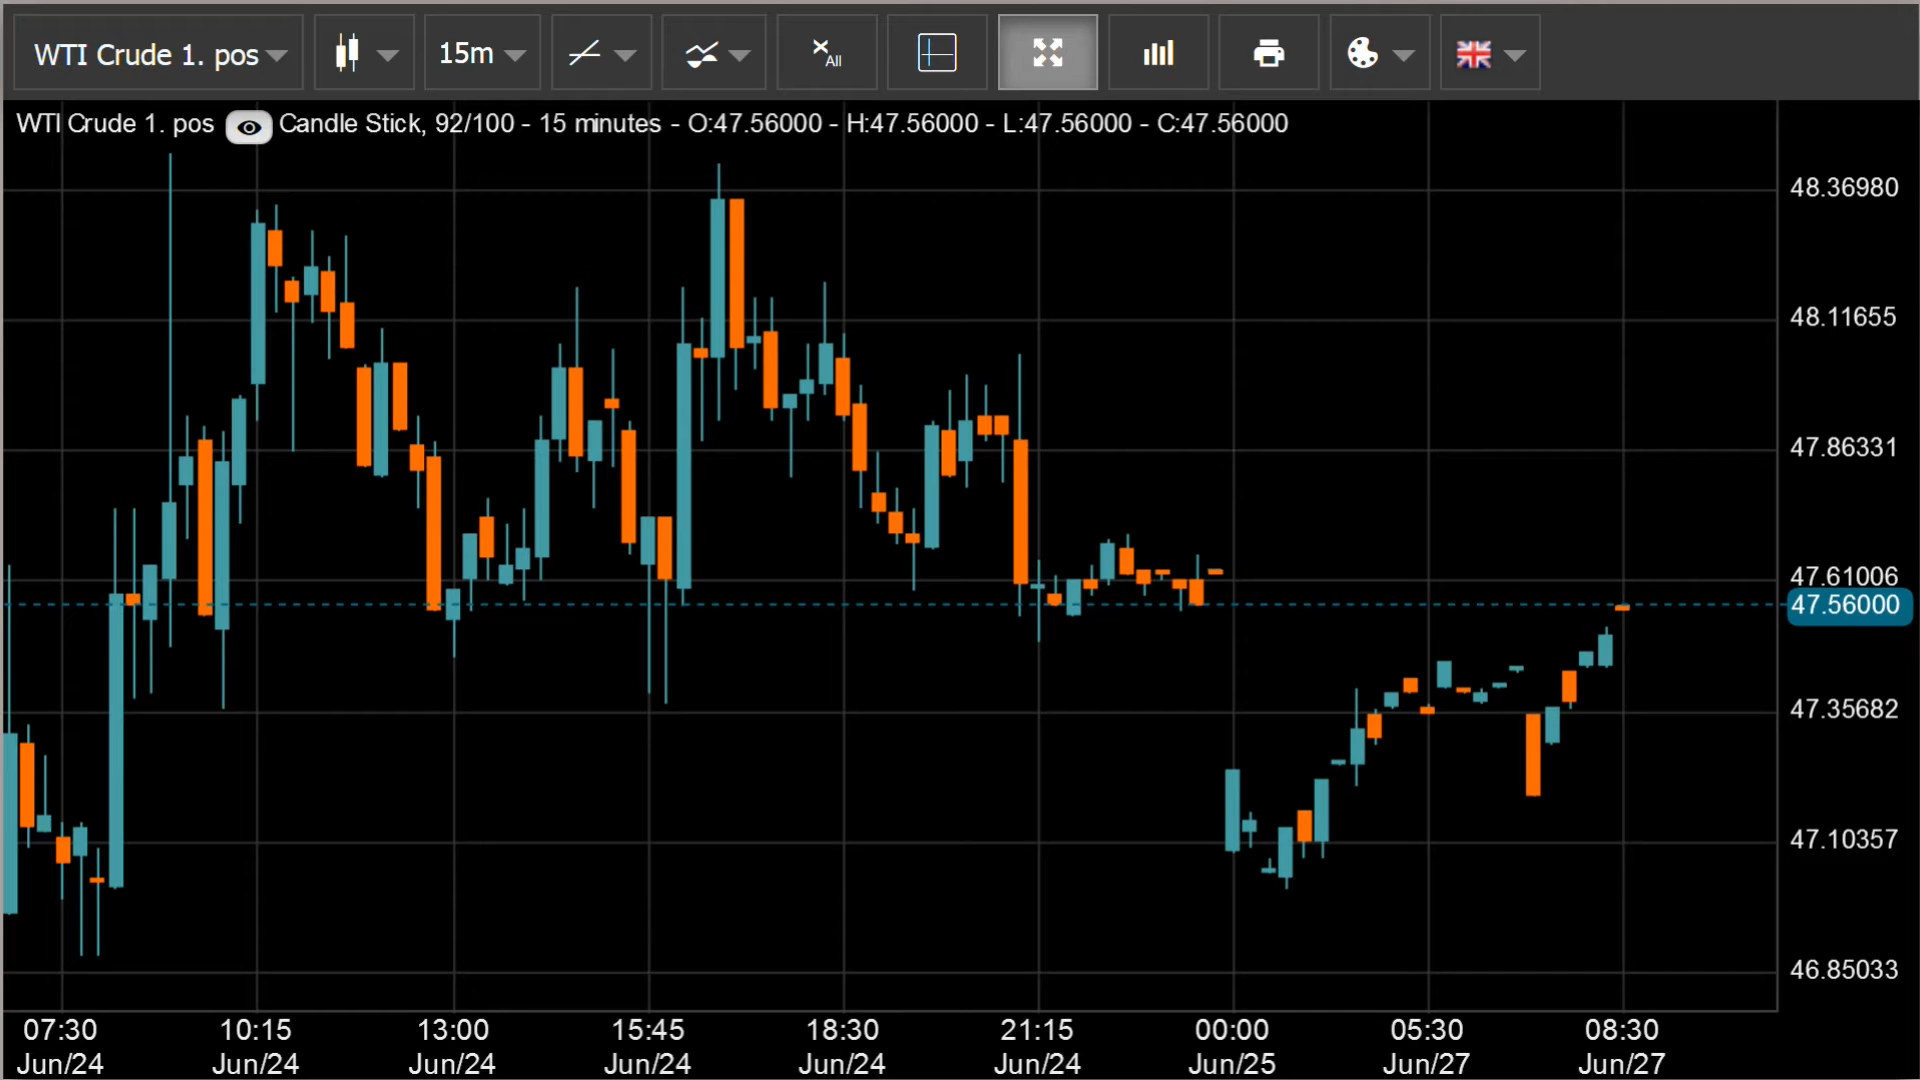 WTI Crude 1. pos
15m
x All
WTI Crude 1. pos Candle Stick, 92/100 - 15 minutes - O:47.56000 - H:47.56000 - L:47.56000 - C:47.56000
48.36980
48.11655
47.86331
47.61006
47.56000
47.35682
47.10357
46.85033
07:30 10:15 13:00 15:45 18:30 21:15 00:00 05:30 08:30
Jun/24 Jun/24 Jun/24 Jun/24 Jun/24 Jun/24 Jun/25 Jun/27 Jun/27